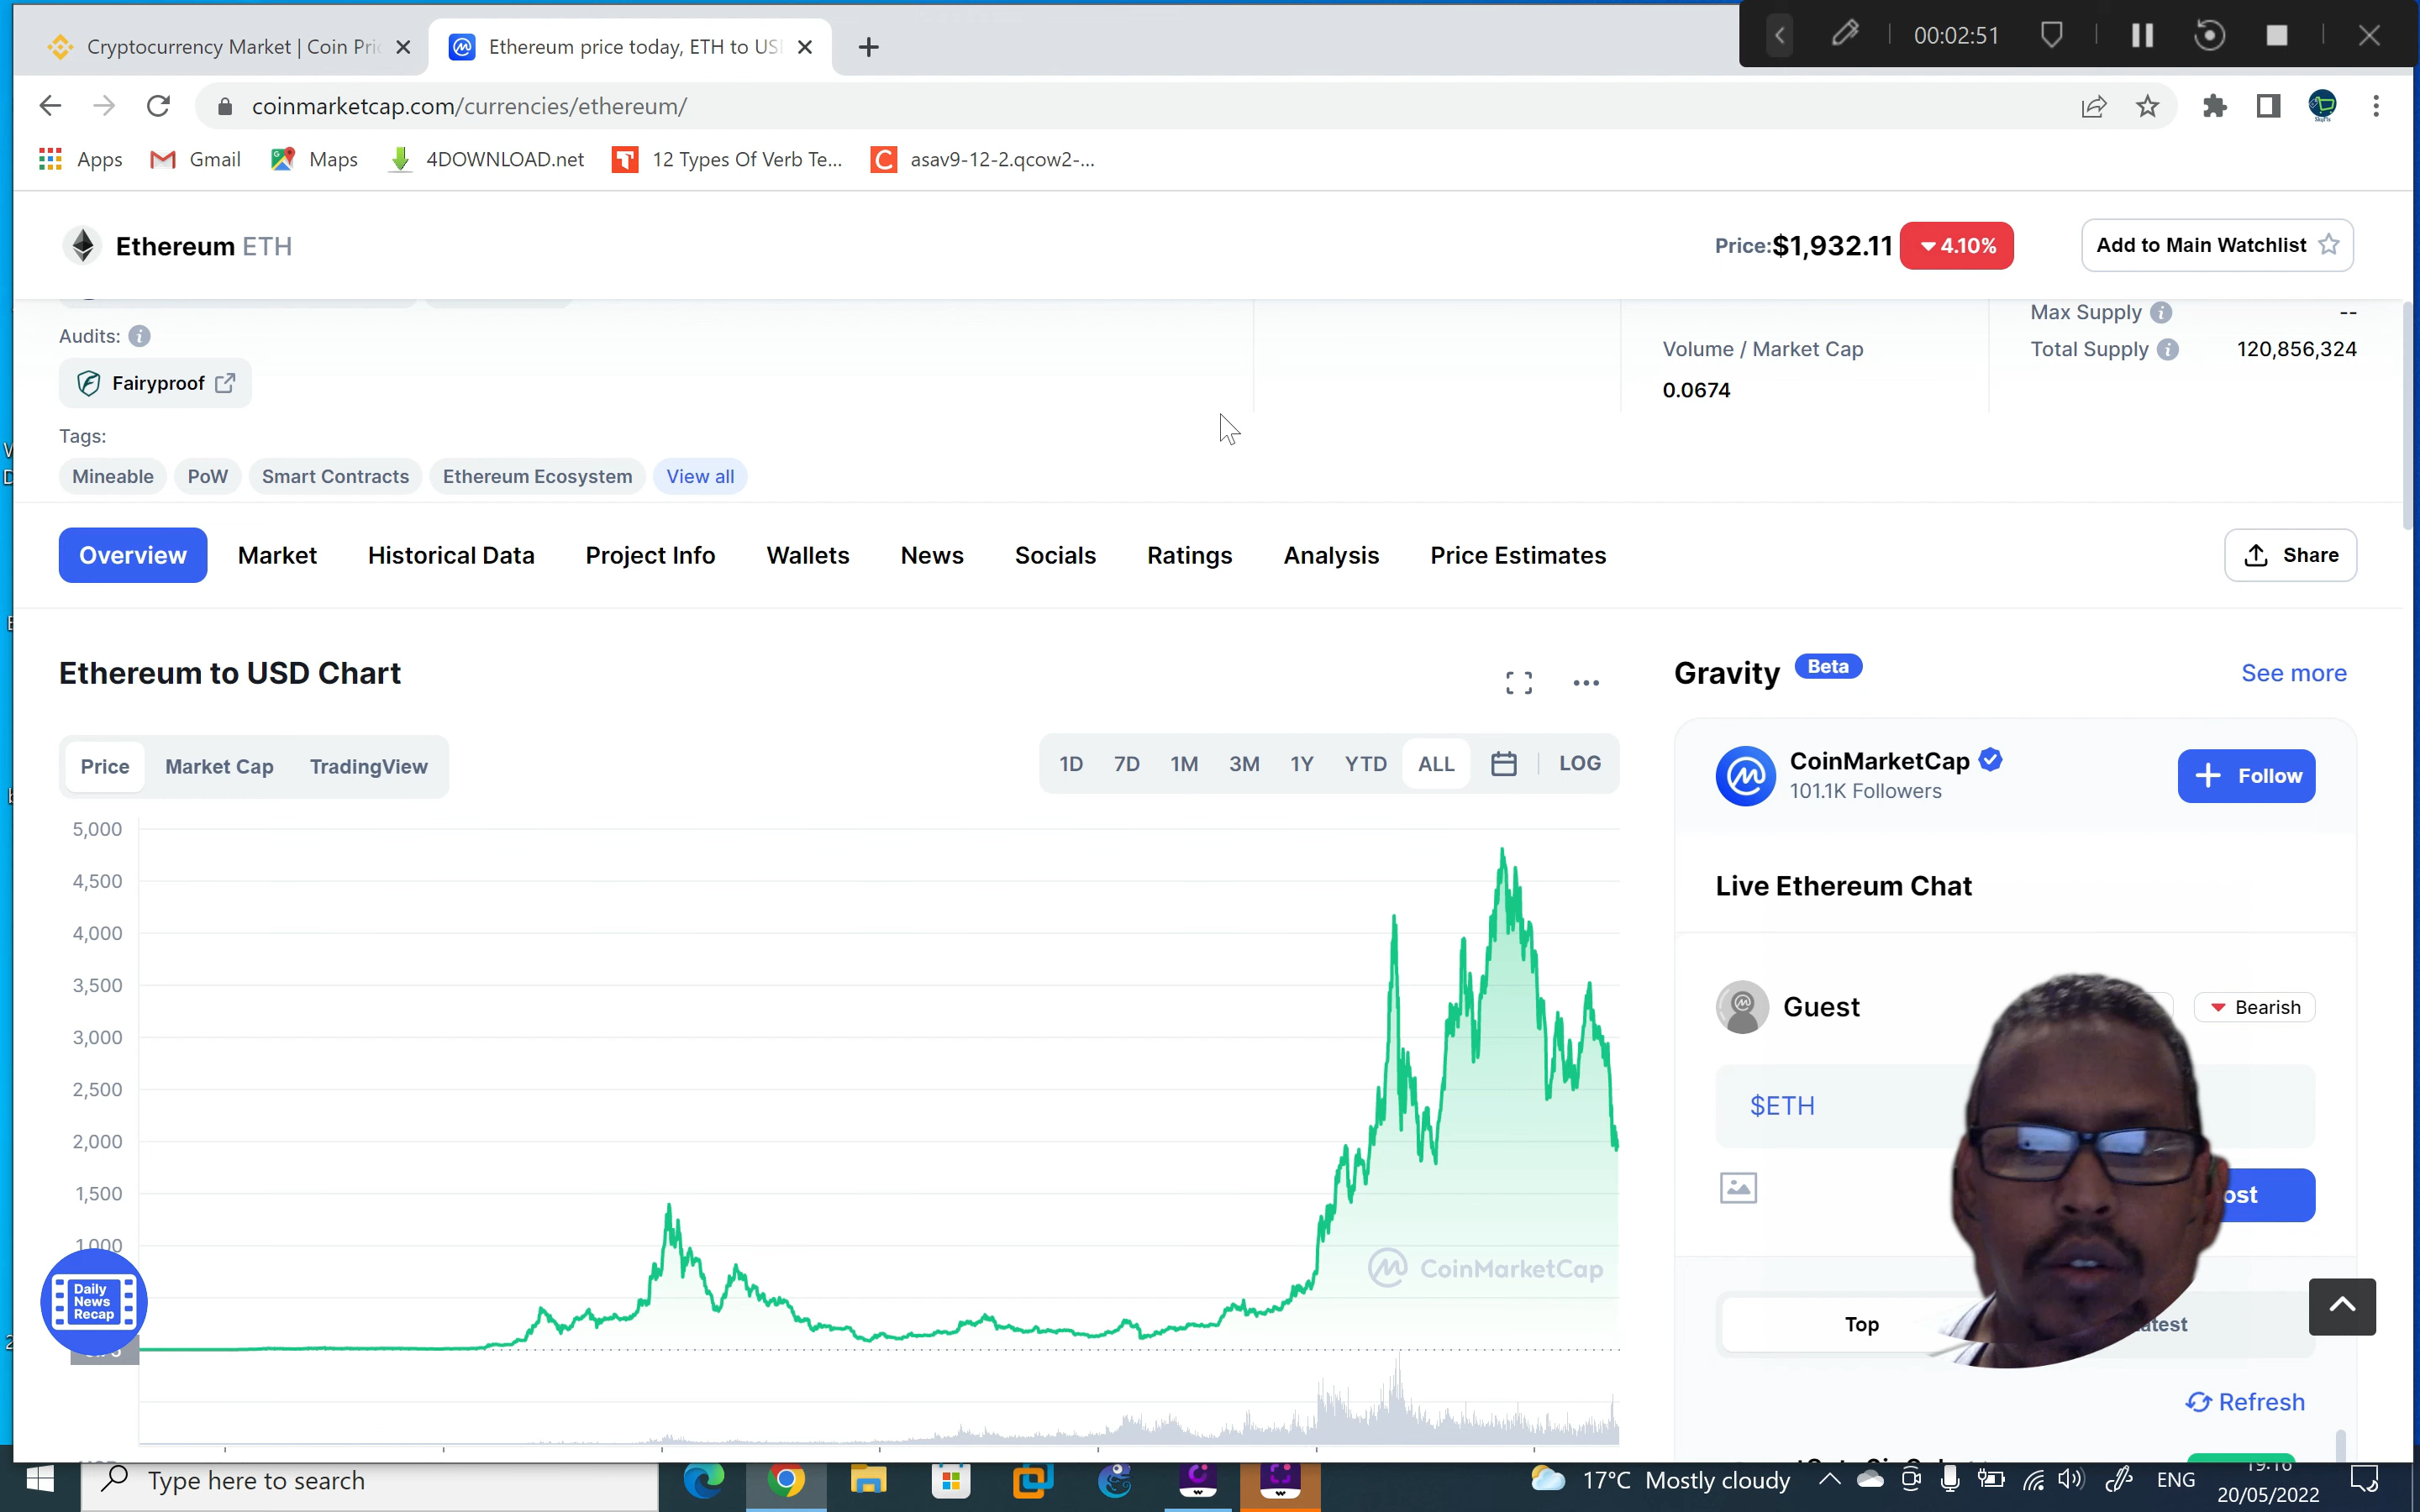 Cryptocurrency Market | Coin Pri
Ethereum price today, ETH to US
00:02:51
coinmarketcap.com/currencies/ethereum/
Apps
Gmail
Maps
4DOWNLOAD.net
12 Types Of Verb Te...
asav9-12-2.qcow2-...
Ethereum ETH
Price:$1,932.11
4.10%
Add to Main Watchlist
Audits:
Fairyproof
Volume / Market Cap
0.0674
Max Supply --
Total Supply 120,856,324
Tags:
Mineable
PoW
Smart Contracts
Ethereum Ecosystem
View all
Overview
Market
Historical Data
Project Info
Wallets
News
Socials
Ratings
Analysis
Price Estimates
Share
Ethereum to USD Chart
Price
Market Cap
TradingView
1D
7D
1M
3M
1Y
YTD
ALL
LOG
5,000
4,500
4,000
3,500
3,000
2,500
2,000
1,500
1,000
CoinMarketCap
Daily
News
Recap
Gravity Beta
See more
CoinMarketCap
101.1K Followers
Follow
Live Ethereum Chat
Guest
Bearish
$ETH
ost
Top
atest
Refresh
Type here to search
17°C Mostly cloudy
ENG
19:16
20/05/2022